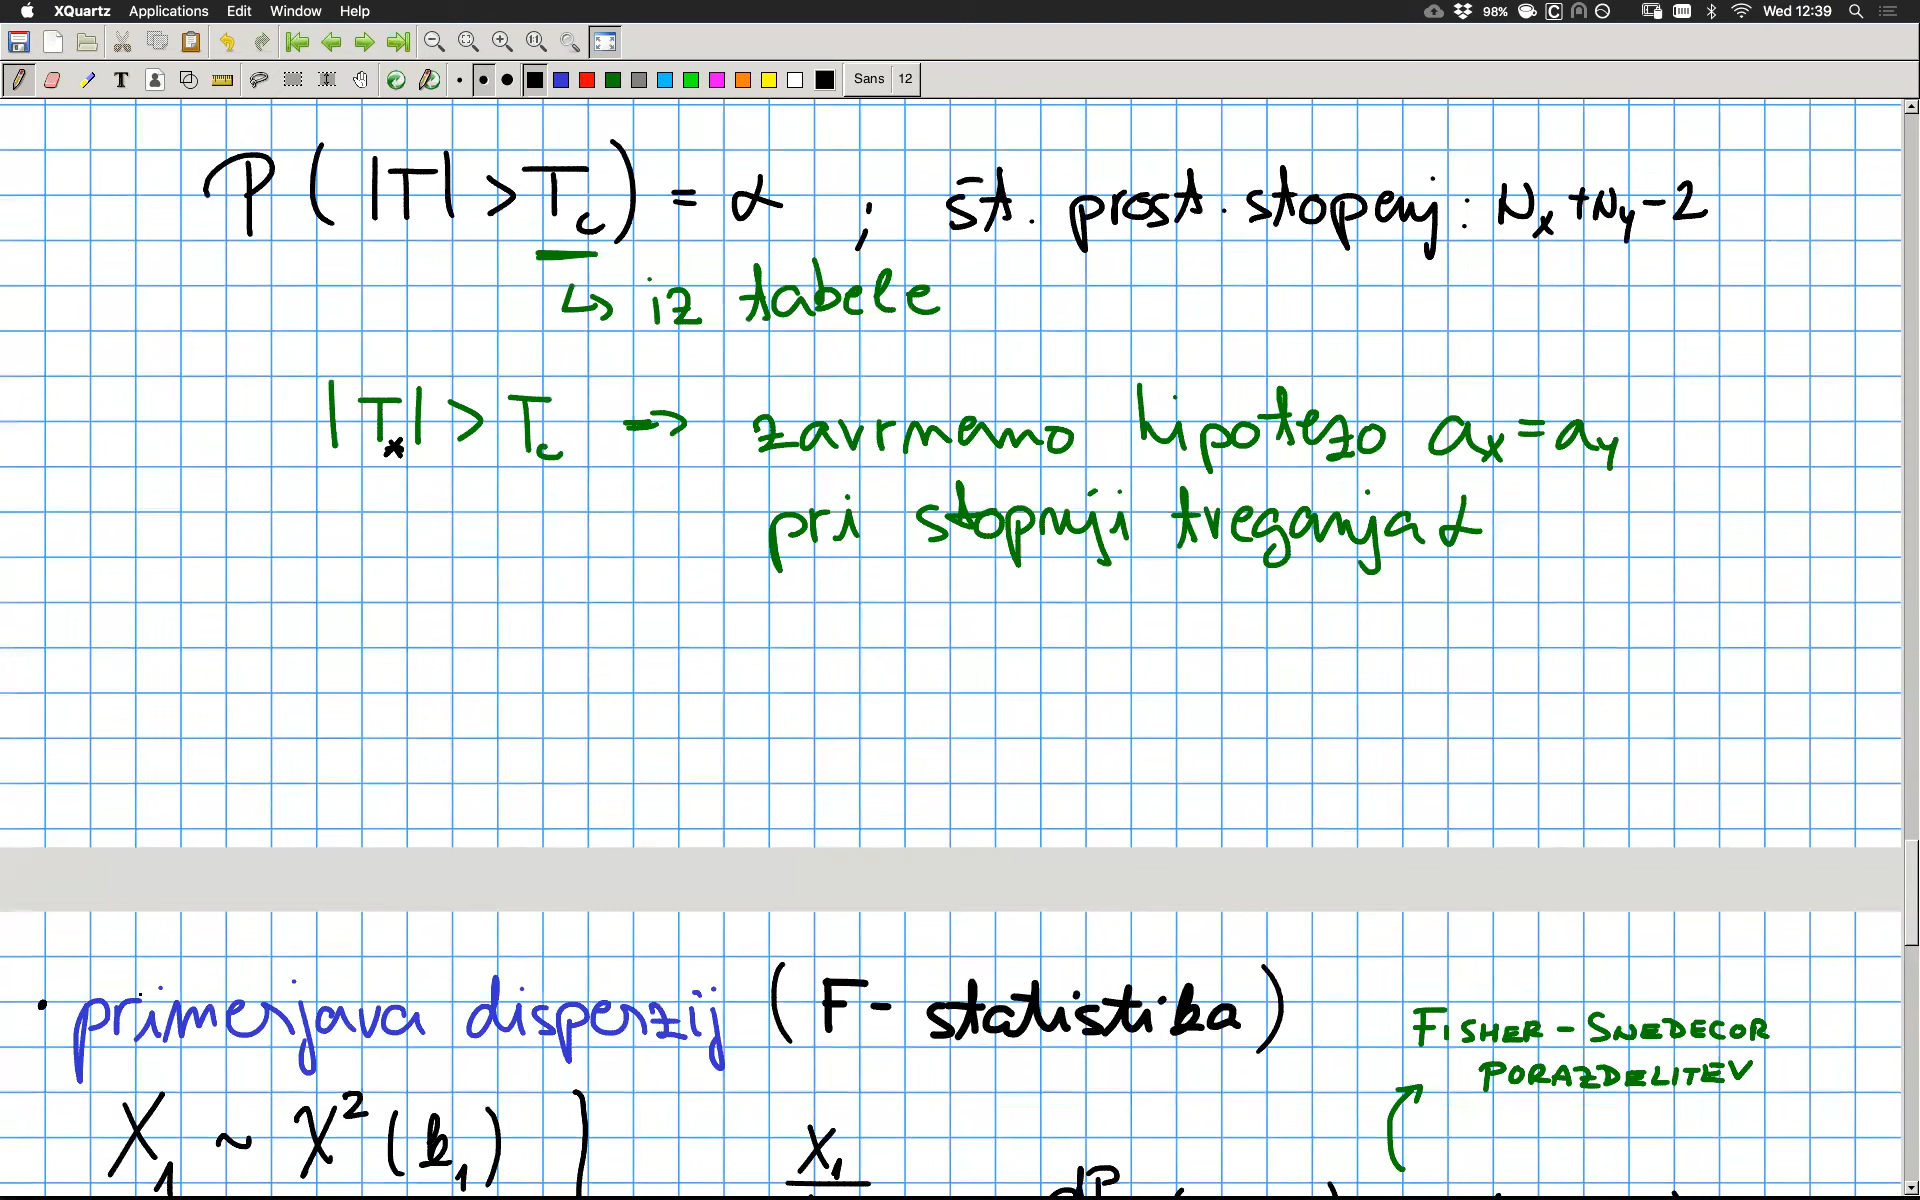 XQuartz Applications Edit Window Help 98% Wed 12:39
Sans 12
P ( |T| > T_c ) = α ; št. prost. stopenj: N_x + N_y - 2
↳ iz tabele
|T_*| > T_c => zavrnemo hipotezo a_x = a_y
pri stopnji tveganja α
• primerjava disperzij (F - statistika)
FISHER - SNEDECOR
PORAZDELITEV
X_1 ~ χ² (k_1)
X_1
dP